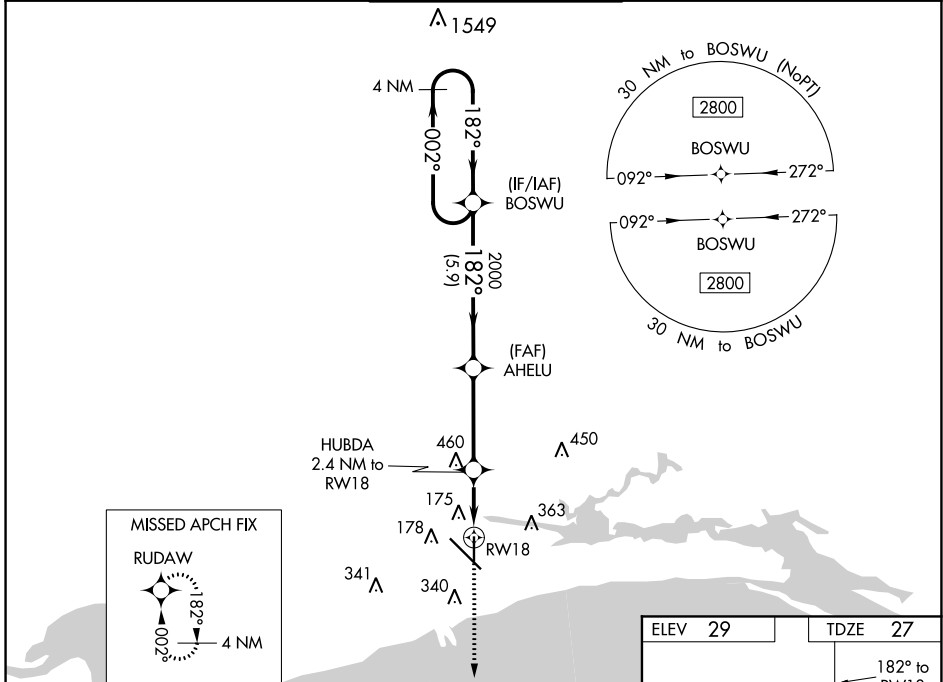 1549
4 NM
002°
182°
(IF/IAF)
BOSWU
2000
182°
(5.9)
(FAF)
AHELU
30 NM to BOSWU (NoPT)
2800
BOSWU
092°
272°
092°
272°
BOSWU
2800
30 NM to BOSWU
HUBDA
2.4 NM to
RW18
460
450
175
363
178
RW18
341
340
MISSED APCH FIX
RUDAW
182°
002°
4 NM
ELEV 29
TDZE 27
182° to
RW18